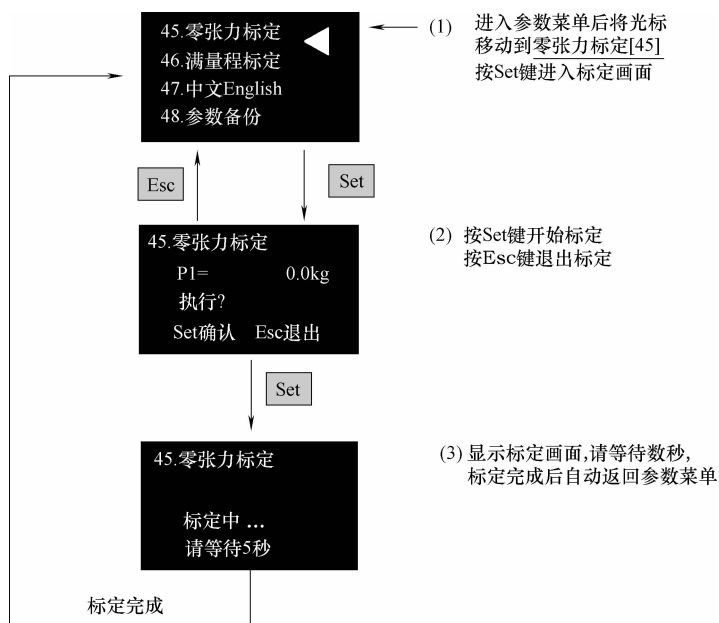 45.零张力标定
46.满量程标定
47.中文English
48.参数备份
(1) 进入参数菜单后将光标
移动到零张力标定[45]
按Set键进入标定画面
Esc
Set
45.零张力标定
P1= 0.0kg
执行?
Set确认 Esc退出
(2) 按Set键开始标定
按Esc键退出标定
Set
45.零张力标定
标定中 ...
请等待5秒
(3) 显示标定画面,请等待数秒,
标定完成后自动返回参数菜单
标定完成